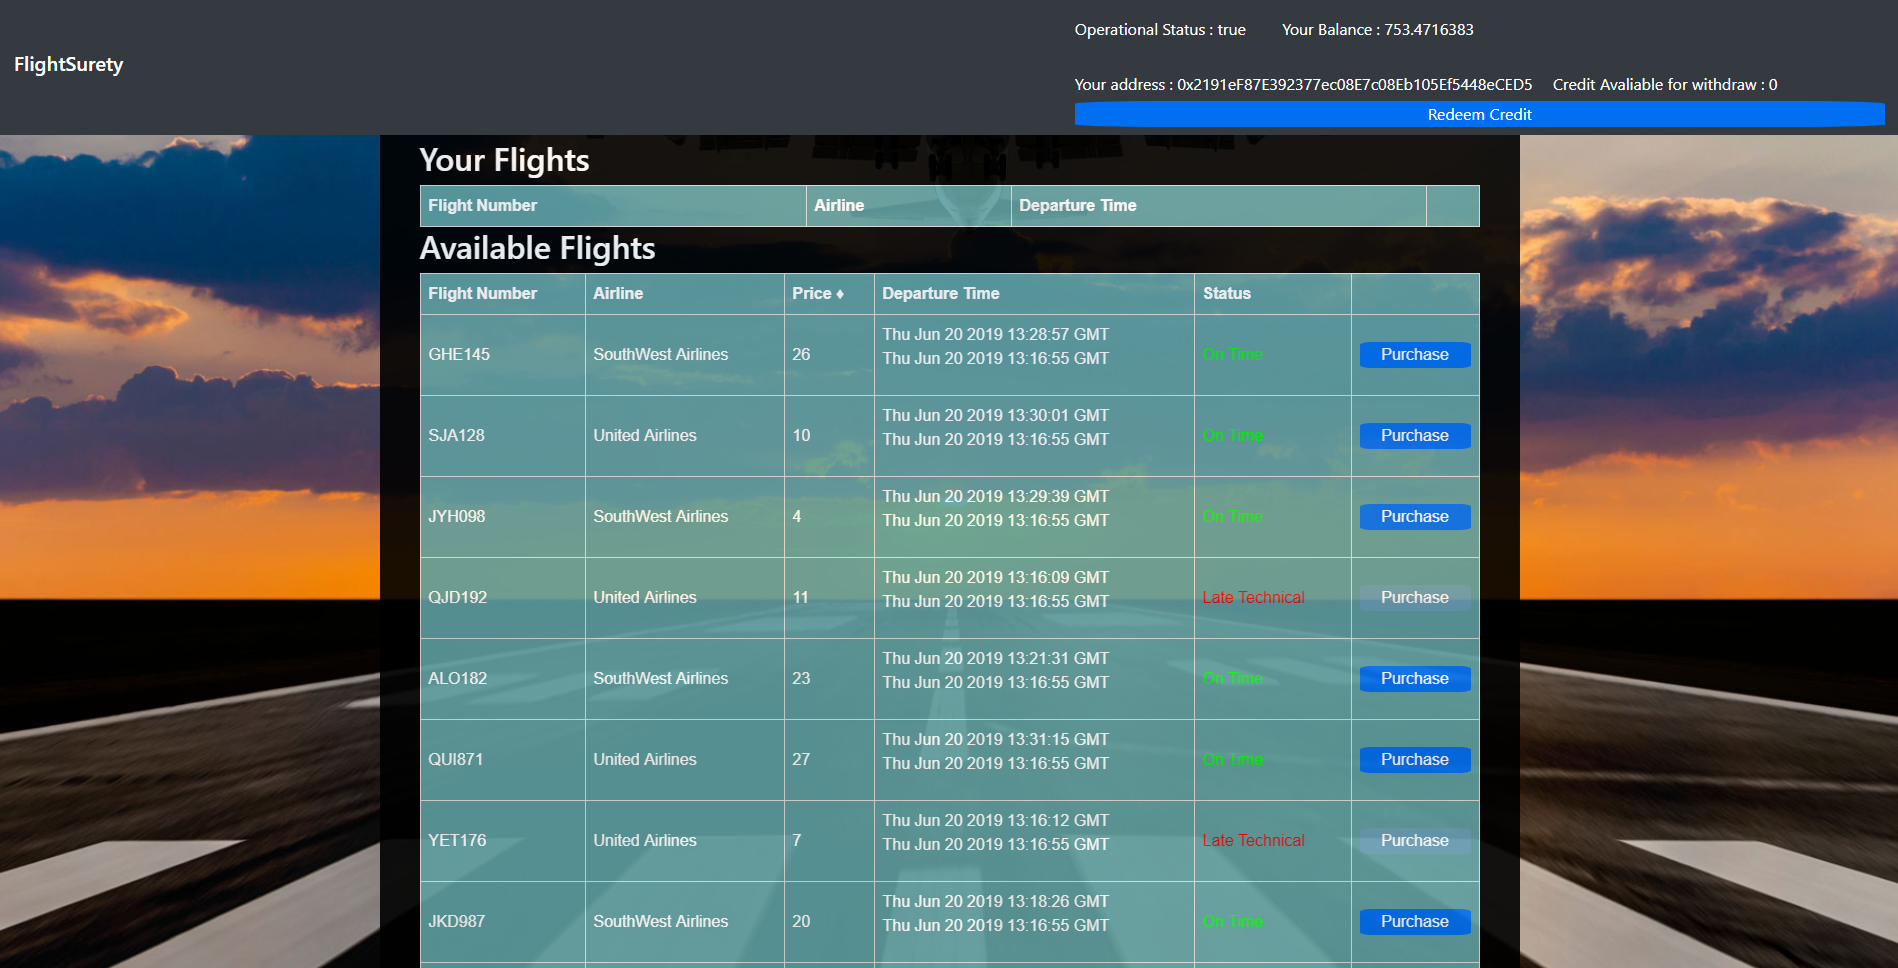 FlightSurety
Operational Status : true Your Balance : 753.4716383
Your address : 0x2191eF87E392377ec08E7c08Eb105Ef5448eCED5 Credit Avaliable for withdraw : 0
Redeem Credit
Your Flights
Flight Number Airline Departure Time
Available Flights
Flight Number Airline Price ♦ Departure Time Status
Thu Jun 20 2019 13:28:57 GMT
GHE145 SouthWest Airlines 26 On Time Purchase
Thu Jun 20 2019 13:16:55 GMT
Thu Jun 20 2019 13:30:01 GMT
SJA128 United Airlines 10 On Time Purchase
Thu Jun 20 2019 13:16:55 GMT
Thu Jun 20 2019 13:29:39 GMT
JYH098 SouthWest Airlines 4 On Time Purchase
Thu Jun 20 2019 13:16:55 GMT
Thu Jun 20 2019 13:16:09 GMT
QJD192 United Airlines 11 Late Technical Purchase
Thu Jun 20 2019 13:16:55 GMT
Thu Jun 20 2019 13:21:31 GMT
ALO182 SouthWest Airlines 23 On Time Purchase
Thu Jun 20 2019 13:16:55 GMT
Thu Jun 20 2019 13:31:15 GMT
QUI871 United Airlines 27 On Time Purchase
Thu Jun 20 2019 13:16:55 GMT
Thu Jun 20 2019 13:16:12 GMT
YET176 United Airlines 7 Late Technical Purchase
Thu Jun 20 2019 13:16:55 GMT
Thu Jun 20 2019 13:18:26 GMT
JKD987 SouthWest Airlines 20 On Time Purchase
Thu Jun 20 2019 13:16:55 GMT